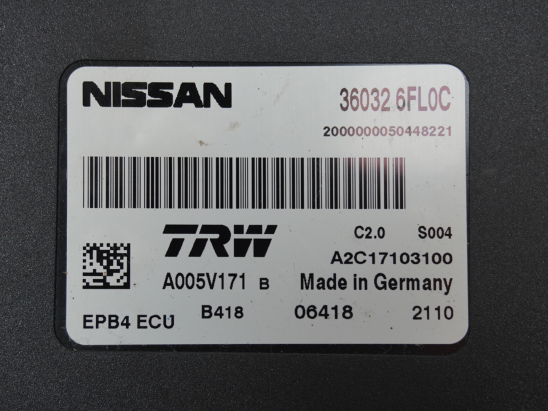 NISSAN 36032 6FL0C
2000000050448221
TRW C2.0 S004
A2C17103100
A005V171 B Made in Germany
EPB4 ECU B418 06418 2110